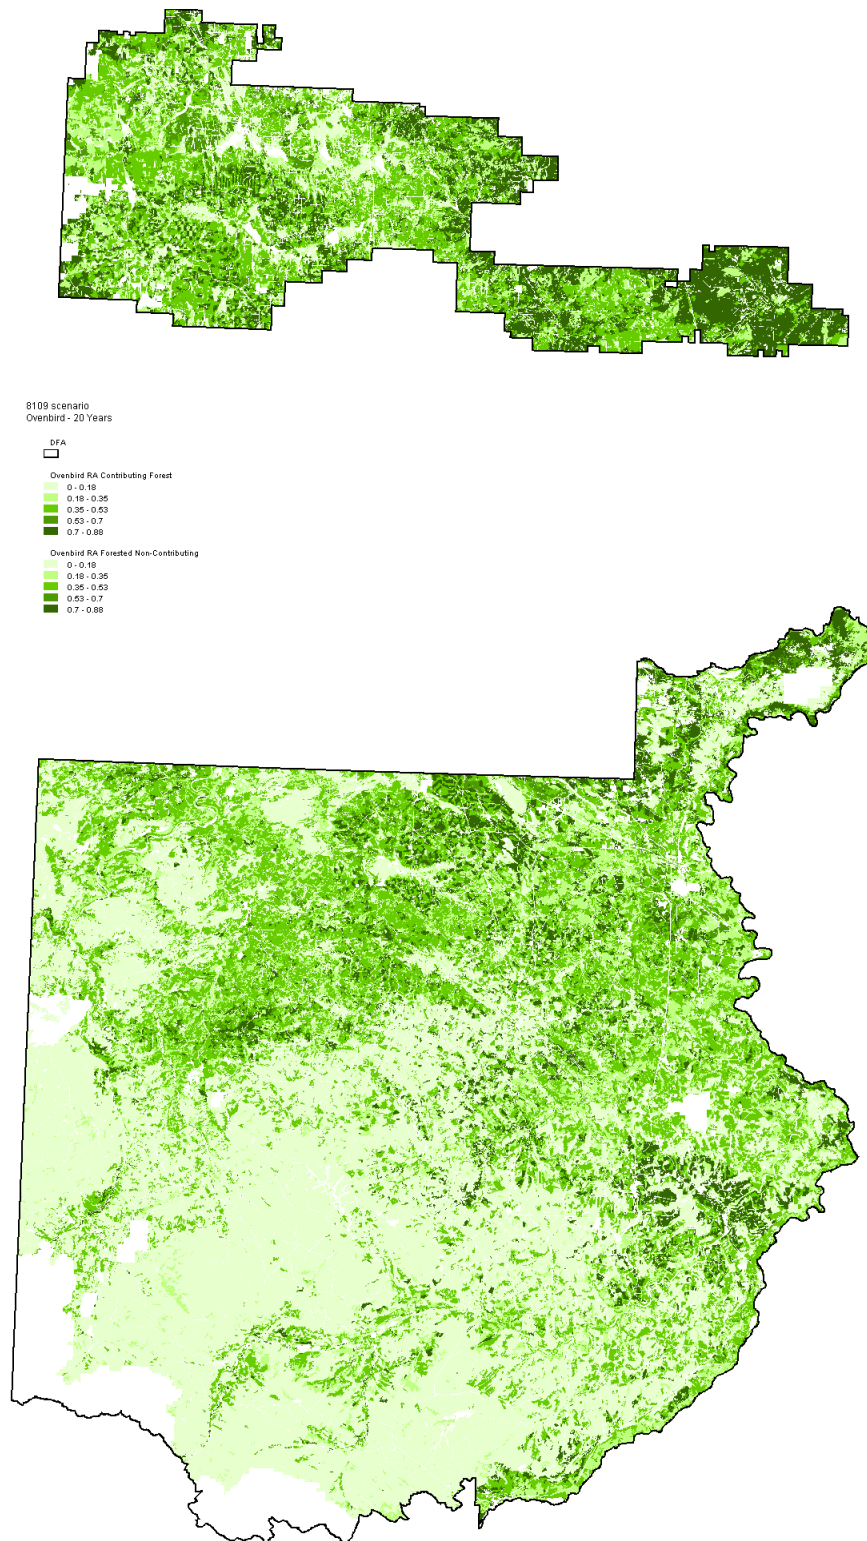 8109 scenario
Ovenbird - 20 Years
DFA
Ovenbird RA Contributing Forest
0 - 0.18
0.18 - 0.35
0.35 - 0.53
0.53 - 0.7
0.7 - 0.88
Ovenbird RA Forested Non-Contributing
0 - 0.18
0.18 - 0.35
0.35 - 0.53
0.53 - 0.7
0.7 - 0.88